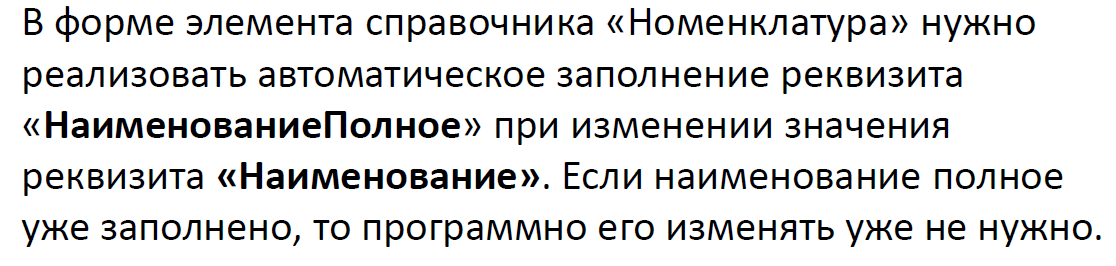 В форме элемента справочника «Номенклатура» нужно
реализовать автоматическое заполнение реквизита
«НаименованиеПолное» при изменении значения
реквизита «Наименование». Если наименование полное
уже заполнено, то программно его изменять уже не нужно.